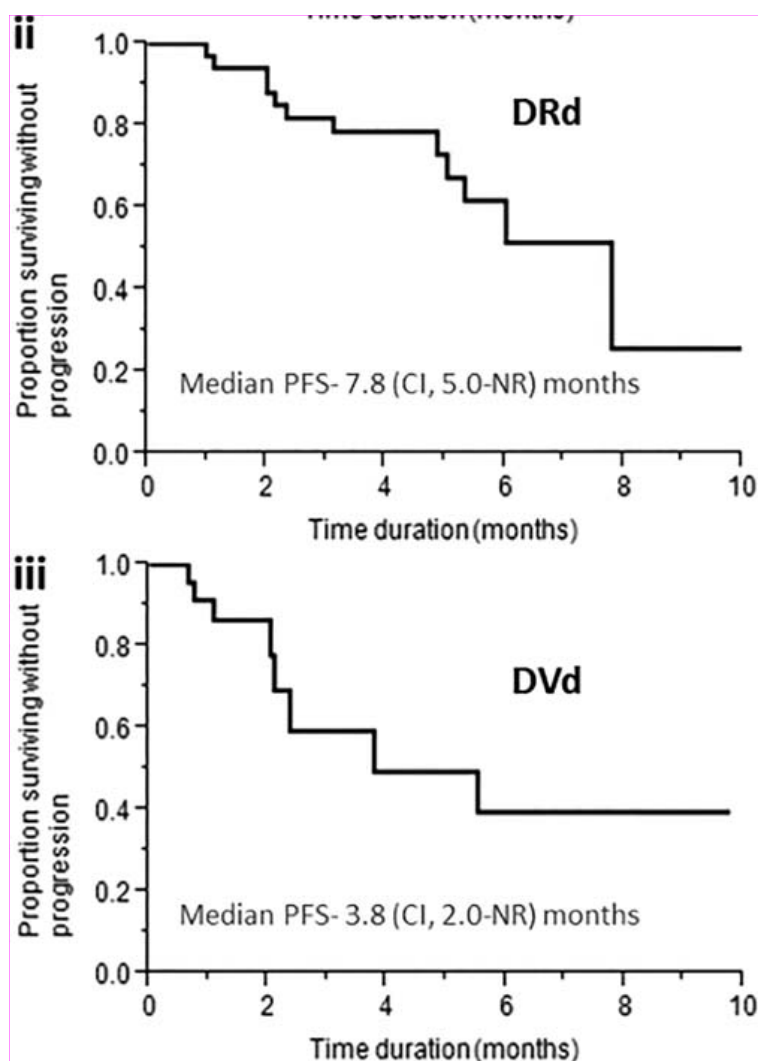 Time duration (months)
ii
1.0
0.8
0.6
0.4
0.2
0.0
Proportion surviving without
progression
DRd
Median PFS- 7.8 (CI, 5.0-NR) months
0 2 4 6 8 10
Time duration (months)
iii
1.0
0.8
0.6
0.4
0.2
0.0
Proportion surviving without
progression
DVd
Median PFS- 3.8 (CI, 2.0-NR) months
0 2 4 6 8 10
Time duration (months)